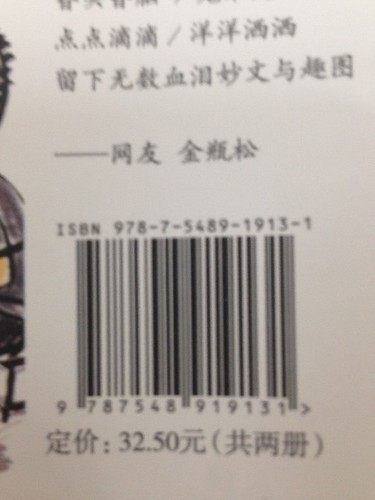 点点滴滴/洋洋洒洒
留下无数血泪妙文与趣图
——网友 金瓶松
ISBN 978-7-5489-1913-1
9 787548 919131 >
定价：32.50元（共两册）